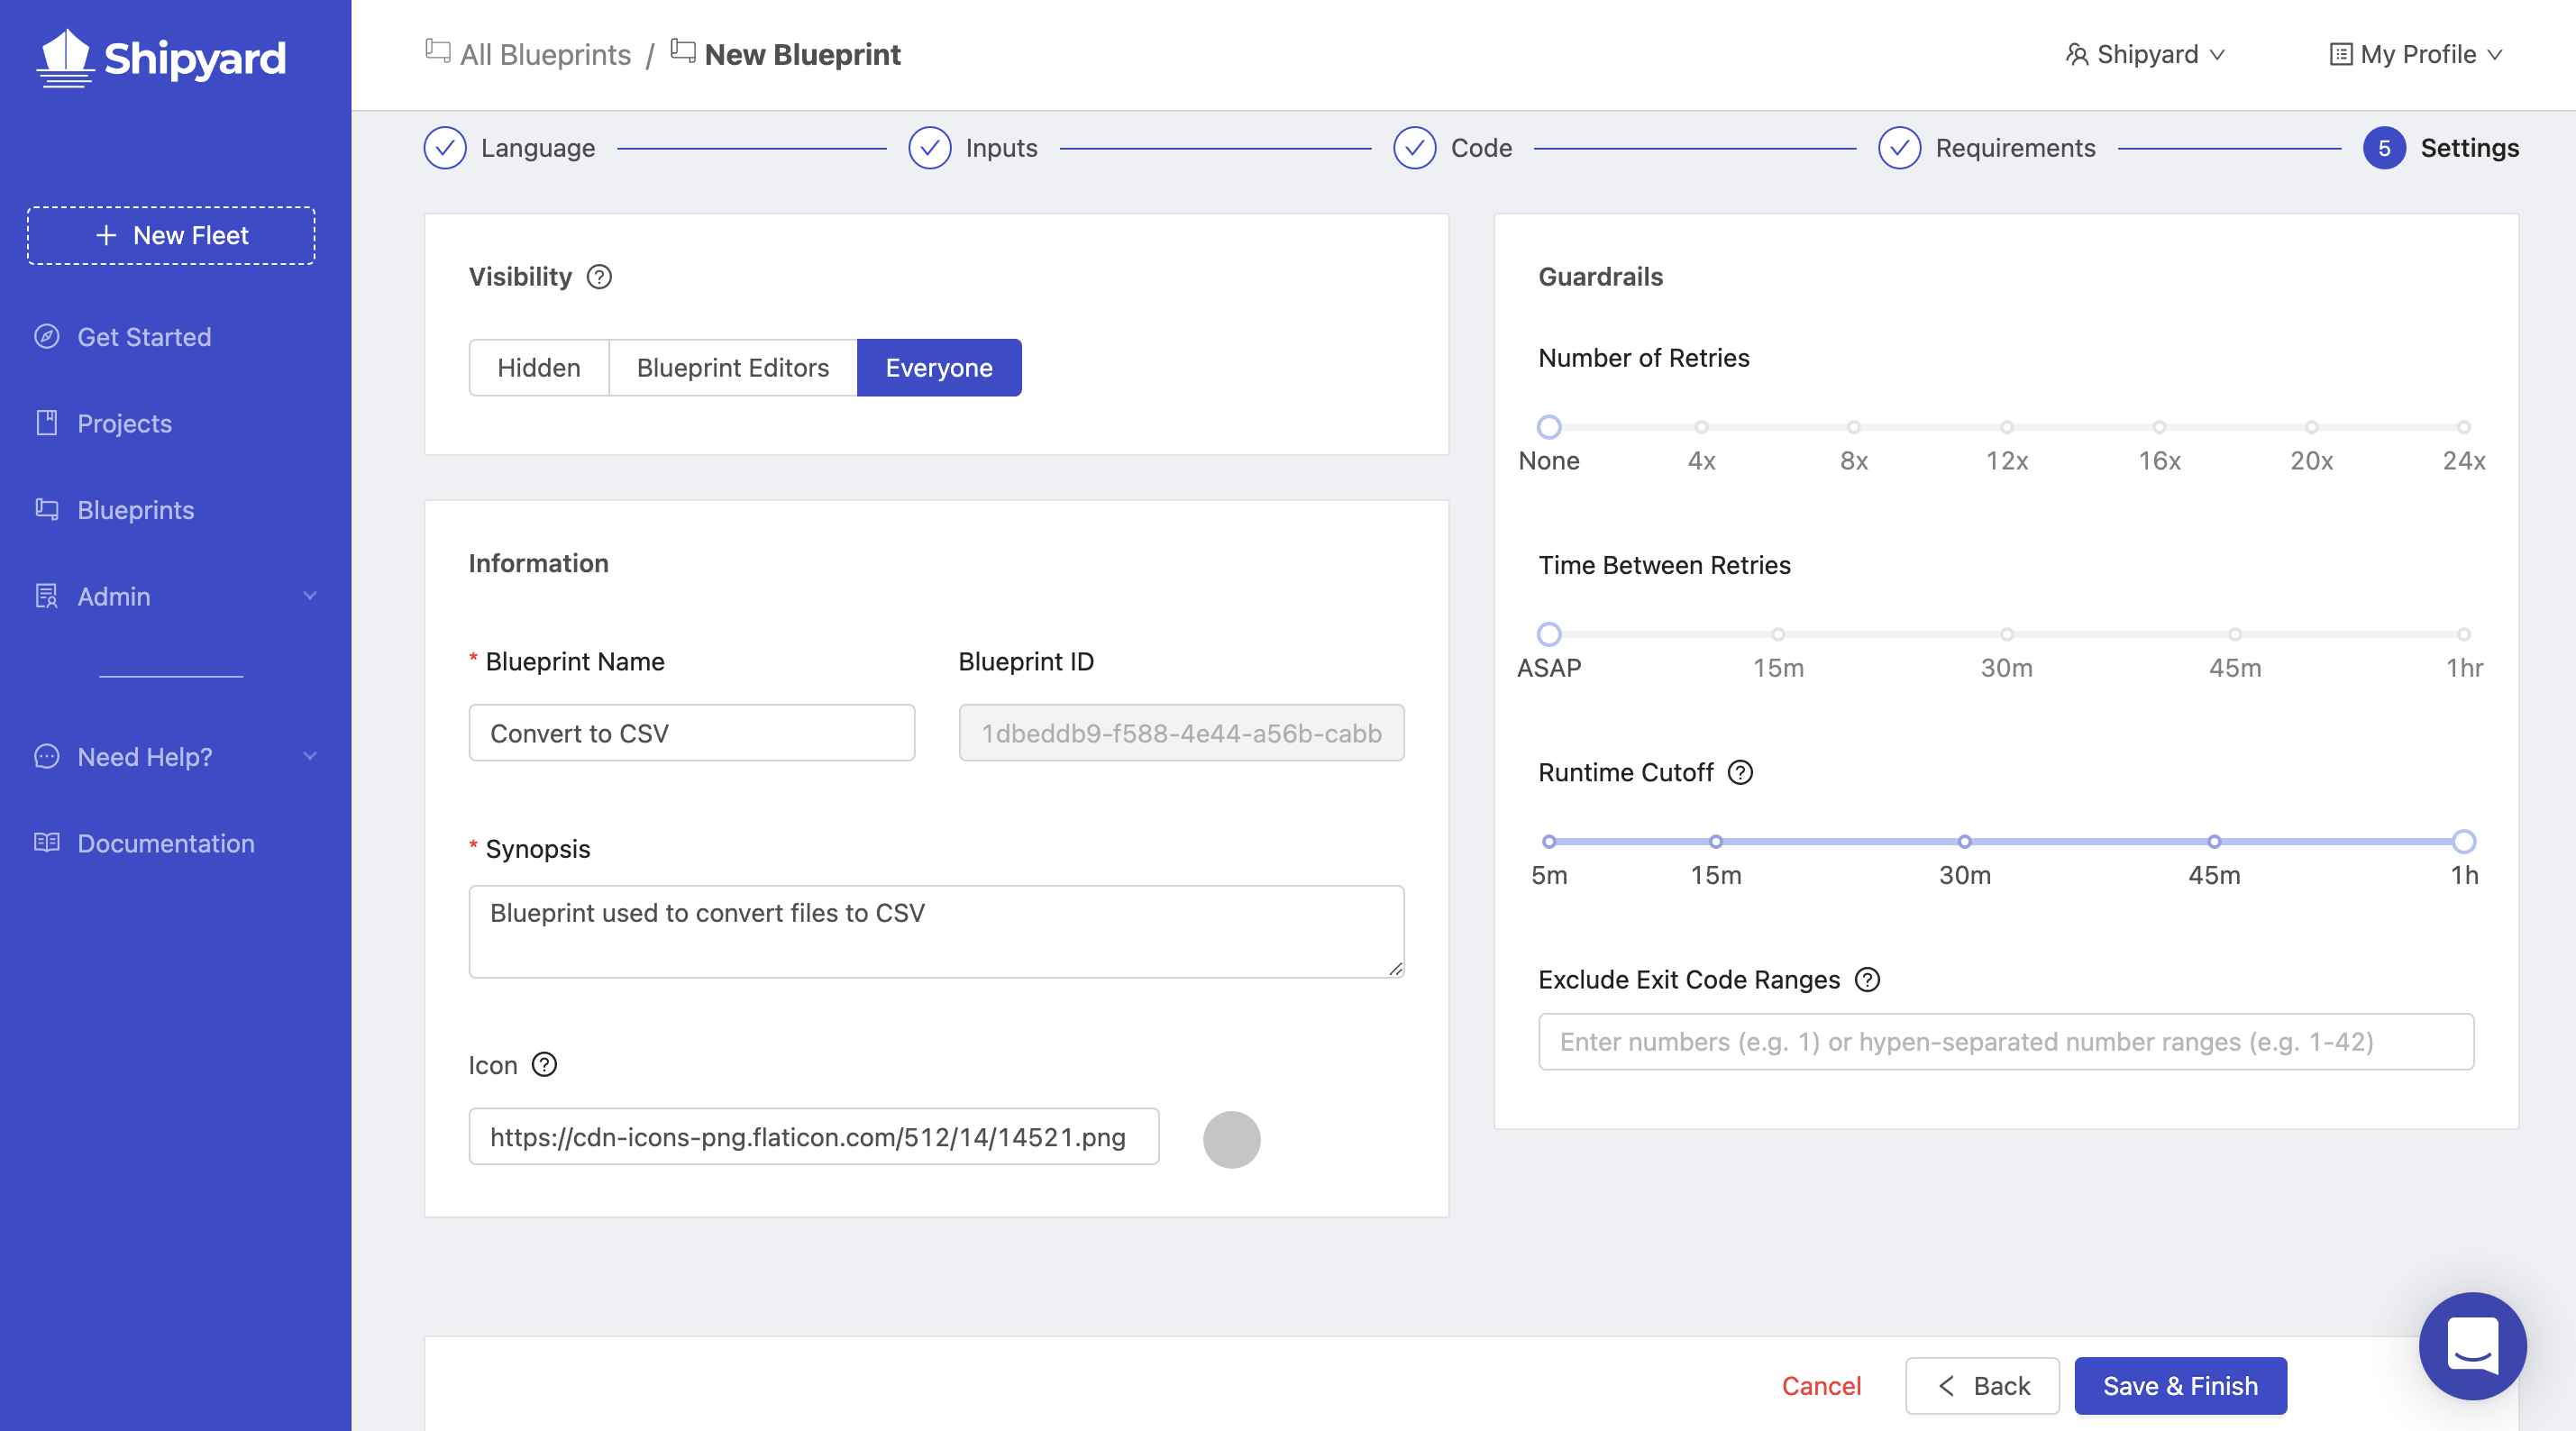 Shipyard
All Blueprints / New Blueprint
Shipyard
My Profile
New Fleet
Get Started
Projects
Blueprints
Admin
Need Help?
Documentation
Language
Inputs
Code
Requirements
5 Settings
Visibility ?
Hidden
Blueprint Editors
Everyone
Information
* Blueprint Name
Blueprint ID
Convert to CSV
1dbeddb9-f588-4e44-a56b-cabb
* Synopsis
Blueprint used to convert files to CSV
Icon ?
https://cdn-icons-png.flaticon.com/512/14/14521.png
Guardrails
Number of Retries
None 4x 8x 12x 16x 20x 24x
Time Between Retries
ASAP 15m 30m 45m 1hr
Runtime Cutoff ?
5m 15m 30m 45m 1h
Exclude Exit Code Ranges ?
Enter numbers (e.g. 1) or hypen-separated number ranges (e.g. 1-42)
Cancel
Back
Save & Finish